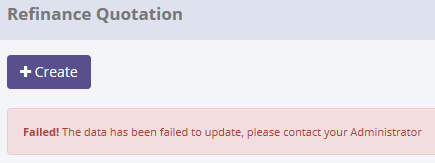 Refinance Quotation
+ Create
Failed! The data has been failed to update, please contact your Administrator